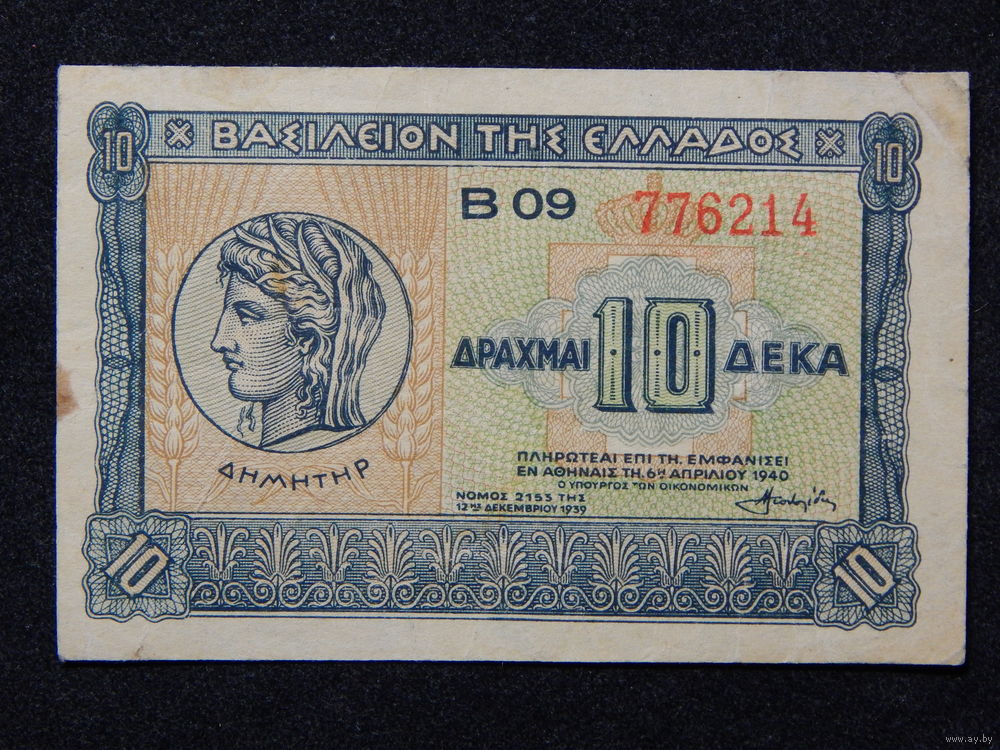 10 ΒΑΣΙΛΕΙΟΝ ΤΗΣ ΕΛΛΑΔΟΣ 10
Β 09 776214
ΔΡΑΧΜΑΙ 10 ΔΕΚΑ
ΔΗΜΗΤΗΡ
ΠΛΗΡΩΤΕΑΙ ΕΠΙ ΤΗ ΕΜΦΑΝΙΣΕΙ
ΕΝ ΑΘΗΝΑΙΣ ΤΗ 6Η ΑΠΡΙΛΙΟΥ 1940
Ο ΥΠΟΥΡΓΟΣ ΤΩΝ ΟΙΚΟΝΟΜΙΚΩΝ
ΝΟΜΟΣ 2153 ΤΗΣ
12ΗΣ ΔΕΚΕΜΒΡΙΟΥ 1939
10 10
www.ay.by